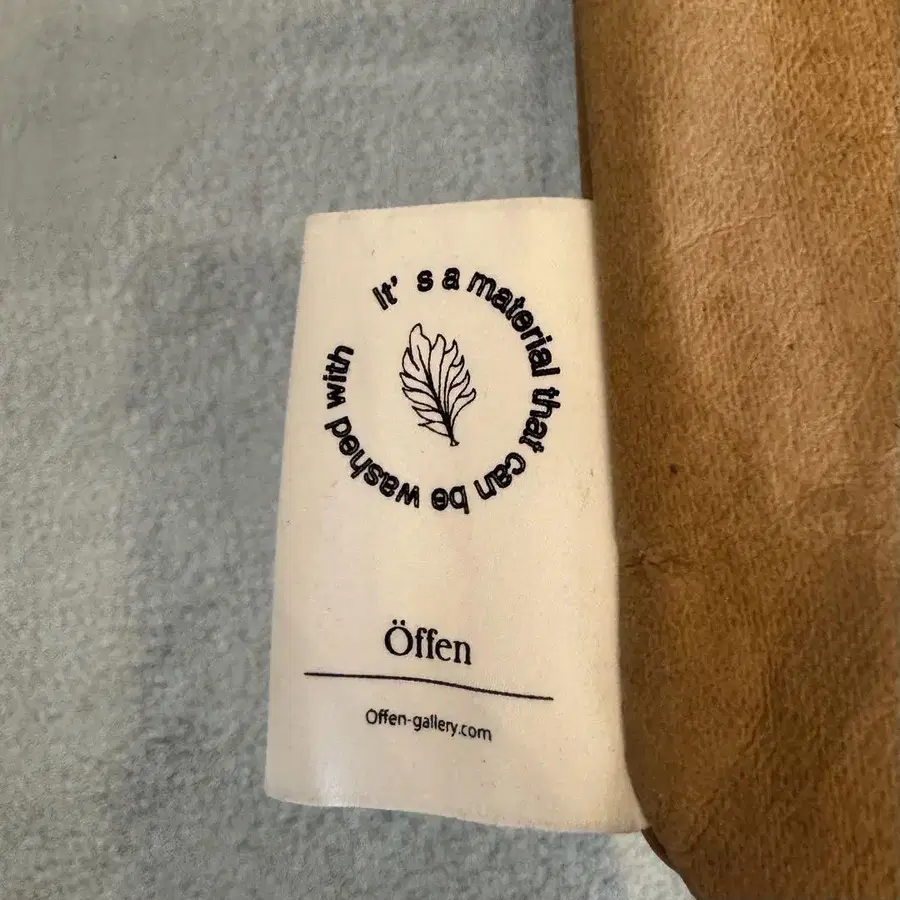 It's a material that can be washed with
Öffen
Offen-gallery.com